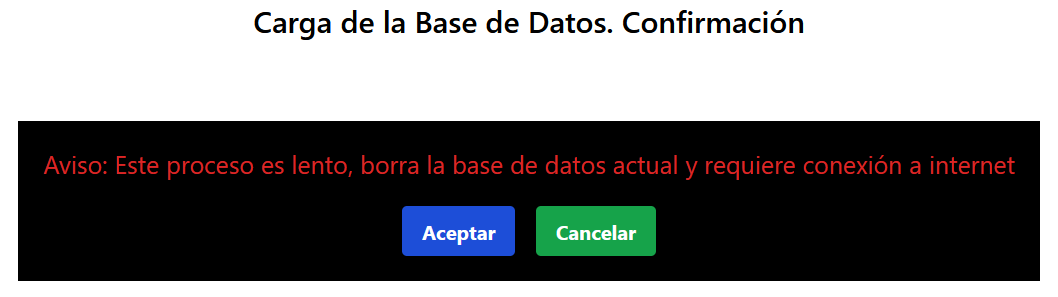 Carga de la Base de Datos. Confirmación
Aviso: Este proceso es lento, borra la base de datos actual y requiere conexión a internet
Aceptar Cancelar